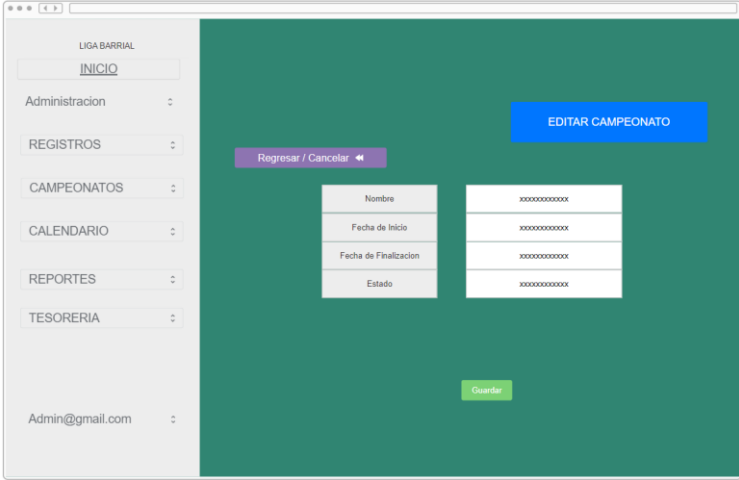 LIGA BARRIAL
INICIO
Administracion
REGISTROS
CAMPEONATOS
CALENDARIO
REPORTES
TESORERIA
Admin@gmail.com
EDITAR CAMPEONATO
Regresar / Cancelar
Nombre xxxxxxxxxxxx
Fecha de Inicio xxxxxxxxxxxx
Fecha de Finalizacion xxxxxxxxxxxx
Estado xxxxxxxxxxxx
Guardar